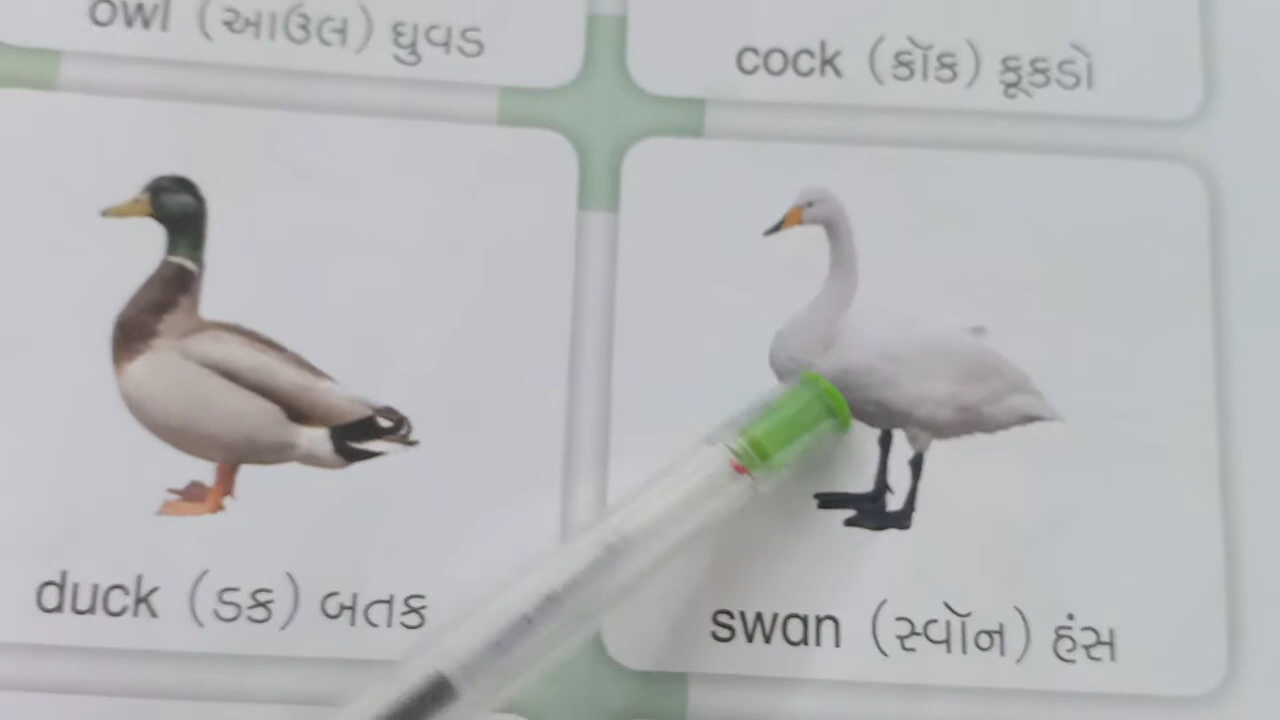 owl (આઉલ) ઘુવડ
cock (કૉક) કૂકડો
duck (ડક) બતક
swan (સ્વૉન) હંસ